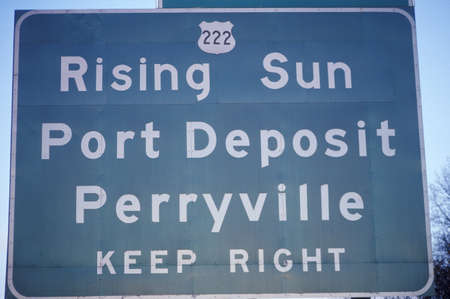 222
Rising Sun
Port Deposit
Perryville
KEEP RIGHT